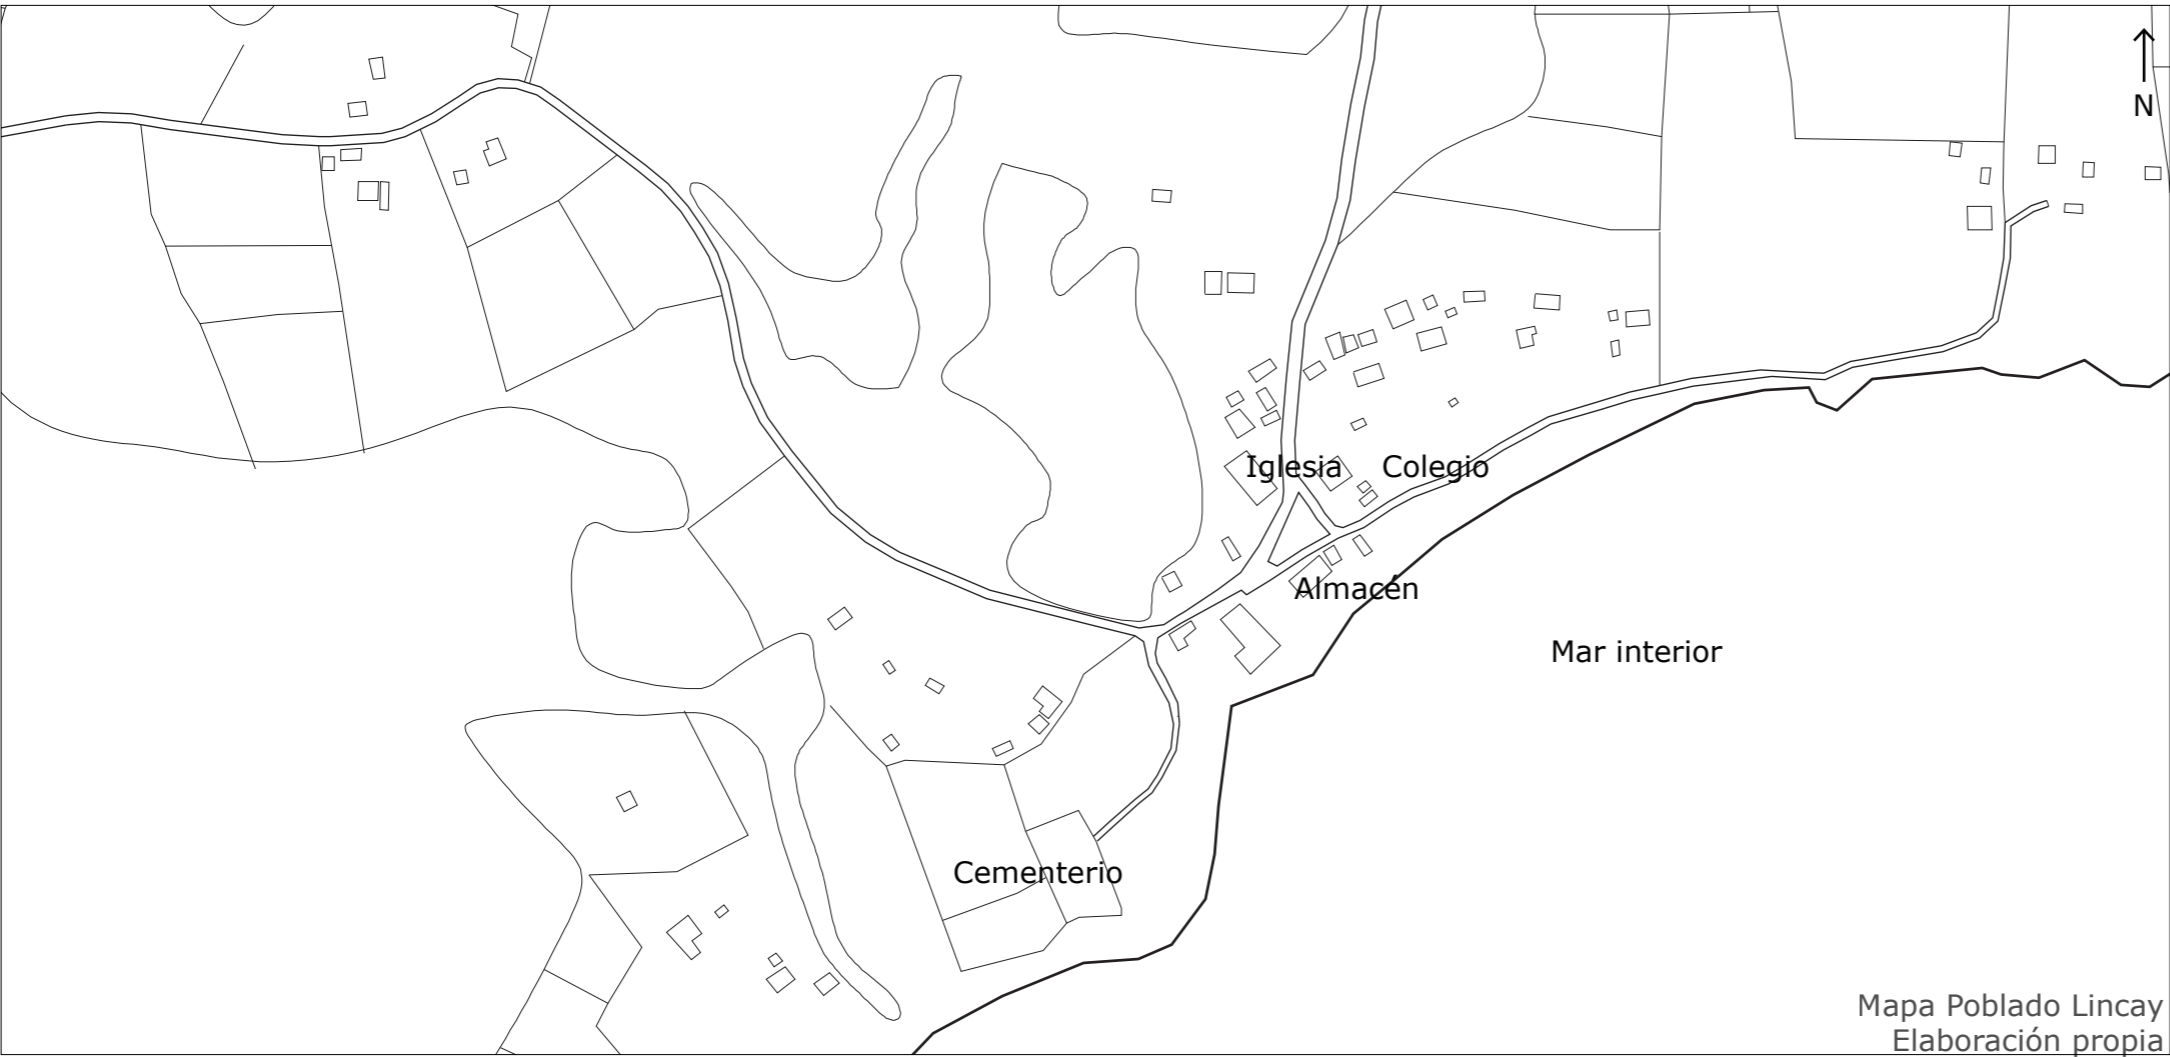 N
Iglesia
Colegio
Almacén
Mar interior
Cementerio
Mapa Poblado Lincay
Elaboración propia